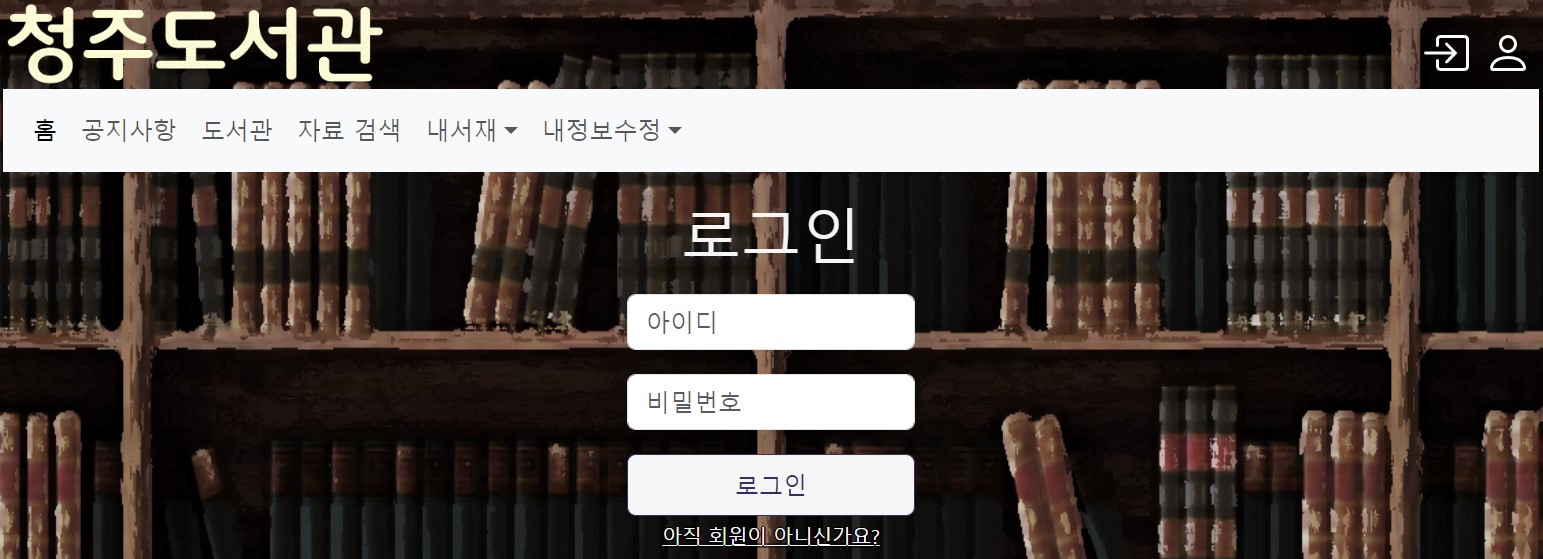 청주도서관
홈 공지사항 도서관 자료 검색 내서재 내정보수정
로그인
아이디
비밀번호
로그인
아직 회원이 아니신가요?